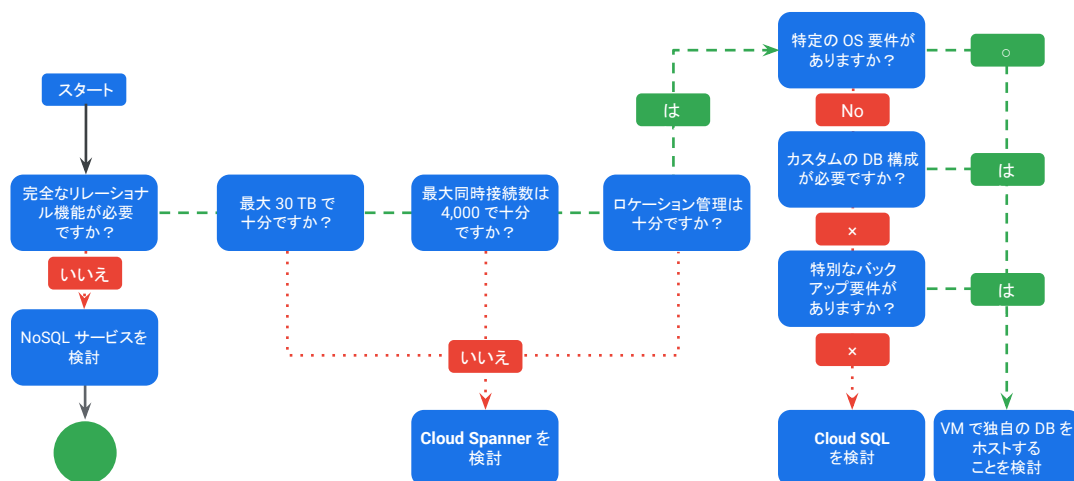 スタート
完全なリレーショナ
ル機能が必要
ですか？
いいえ
NoSQL サービスを
検討
最大 30 TB で
十分ですか？
最大同時接続数は
4,000 で十分
ですか？
ロケーション管理は
十分ですか？
いいえ
Cloud Spanner を
検討
は
特定の OS 要件が
ありますか？
○
No
カスタムの DB 構成
が必要ですか？
は
×
特別なバック
アップ要件が
ありますか？
は
×
Cloud SQL
を検討
VM で独自の DB を
ホストする
ことを検討